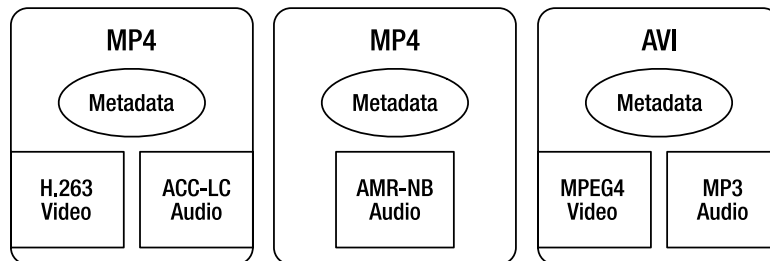 MP4
Metadata
H.263
Video
ACC-LC
Audio
MP4
Metadata
AMR-NB
Audio
AVI
Metadata
MPEG4
Video
MP3
Audio